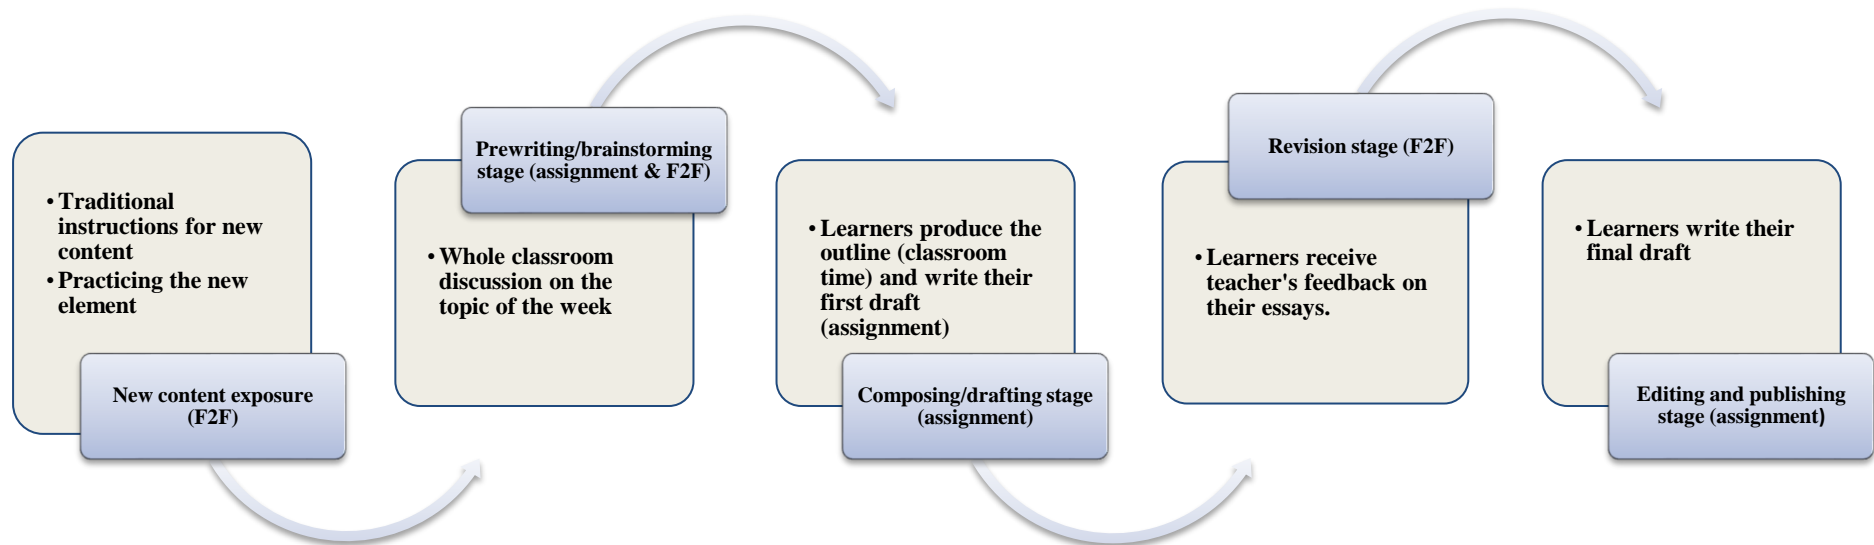 • Traditional
instructions for new
content
• Practicing the new
element
New content exposure
(F2F)
Prewriting/brainstorming
stage (assignment & F2F)
• Whole classroom
discussion on the
topic of the week
• Learners produce the
outline (classroom
time) and write their
first draft
(assignment)
Composing/drafting stage
(assignment)
Revision stage (F2F)
• Learners receive
teacher's feedback on
their essays.
• Learners write their
final draft
Editing and publishing
stage (assignment)